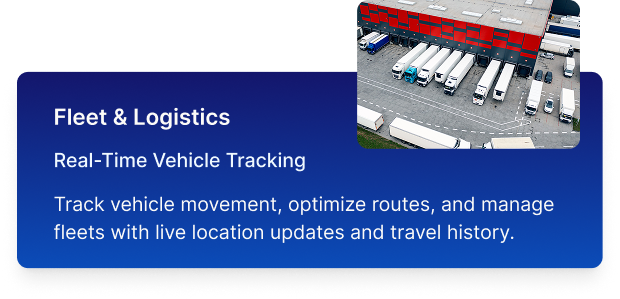 Fleet & Logistics
Real-Time Vehicle Tracking
Track vehicle movement, optimize routes, and manage
fleets with live location updates and travel history.